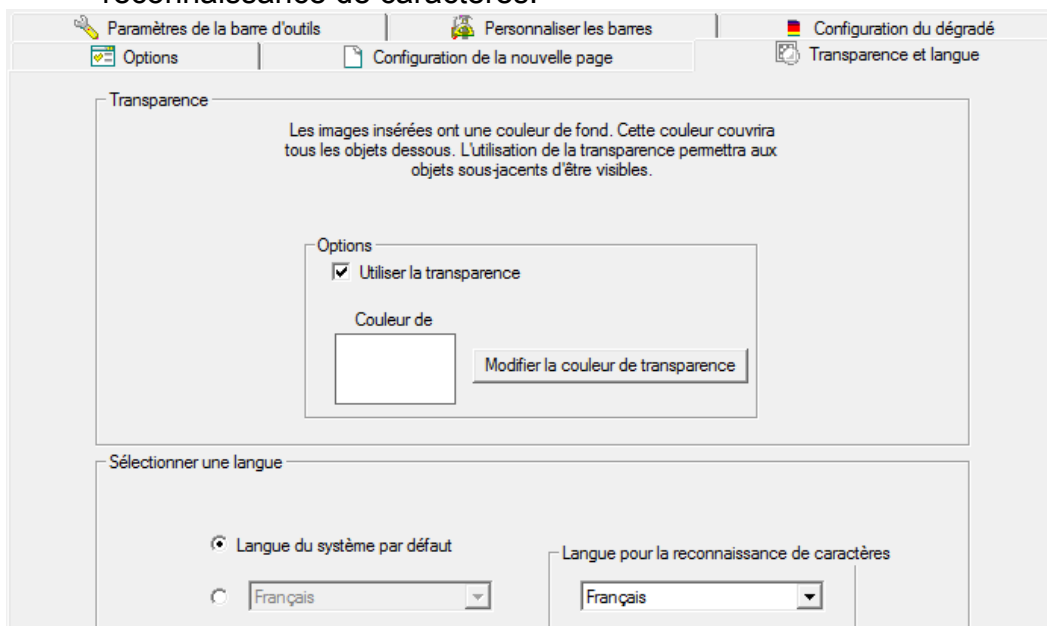 reconnaissance de caractères.
Paramètres de la barre d'outils
Personnaliser les barres
Configuration du dégradé
Options
Configuration de la nouvelle page
Transparence et langue
Transparence
Les images insérées ont une couleur de fond. Cette couleur couvrira
tous les objets dessous. L'utilisation de la transparence permettra aux
objets sous-jacents d'être visibles.
Options
Utiliser la transparence
Couleur de
Modifier la couleur de transparence
Sélectionner une langue
Langue du système par défaut
Langue pour la reconnaissance de caractères
Français
Français